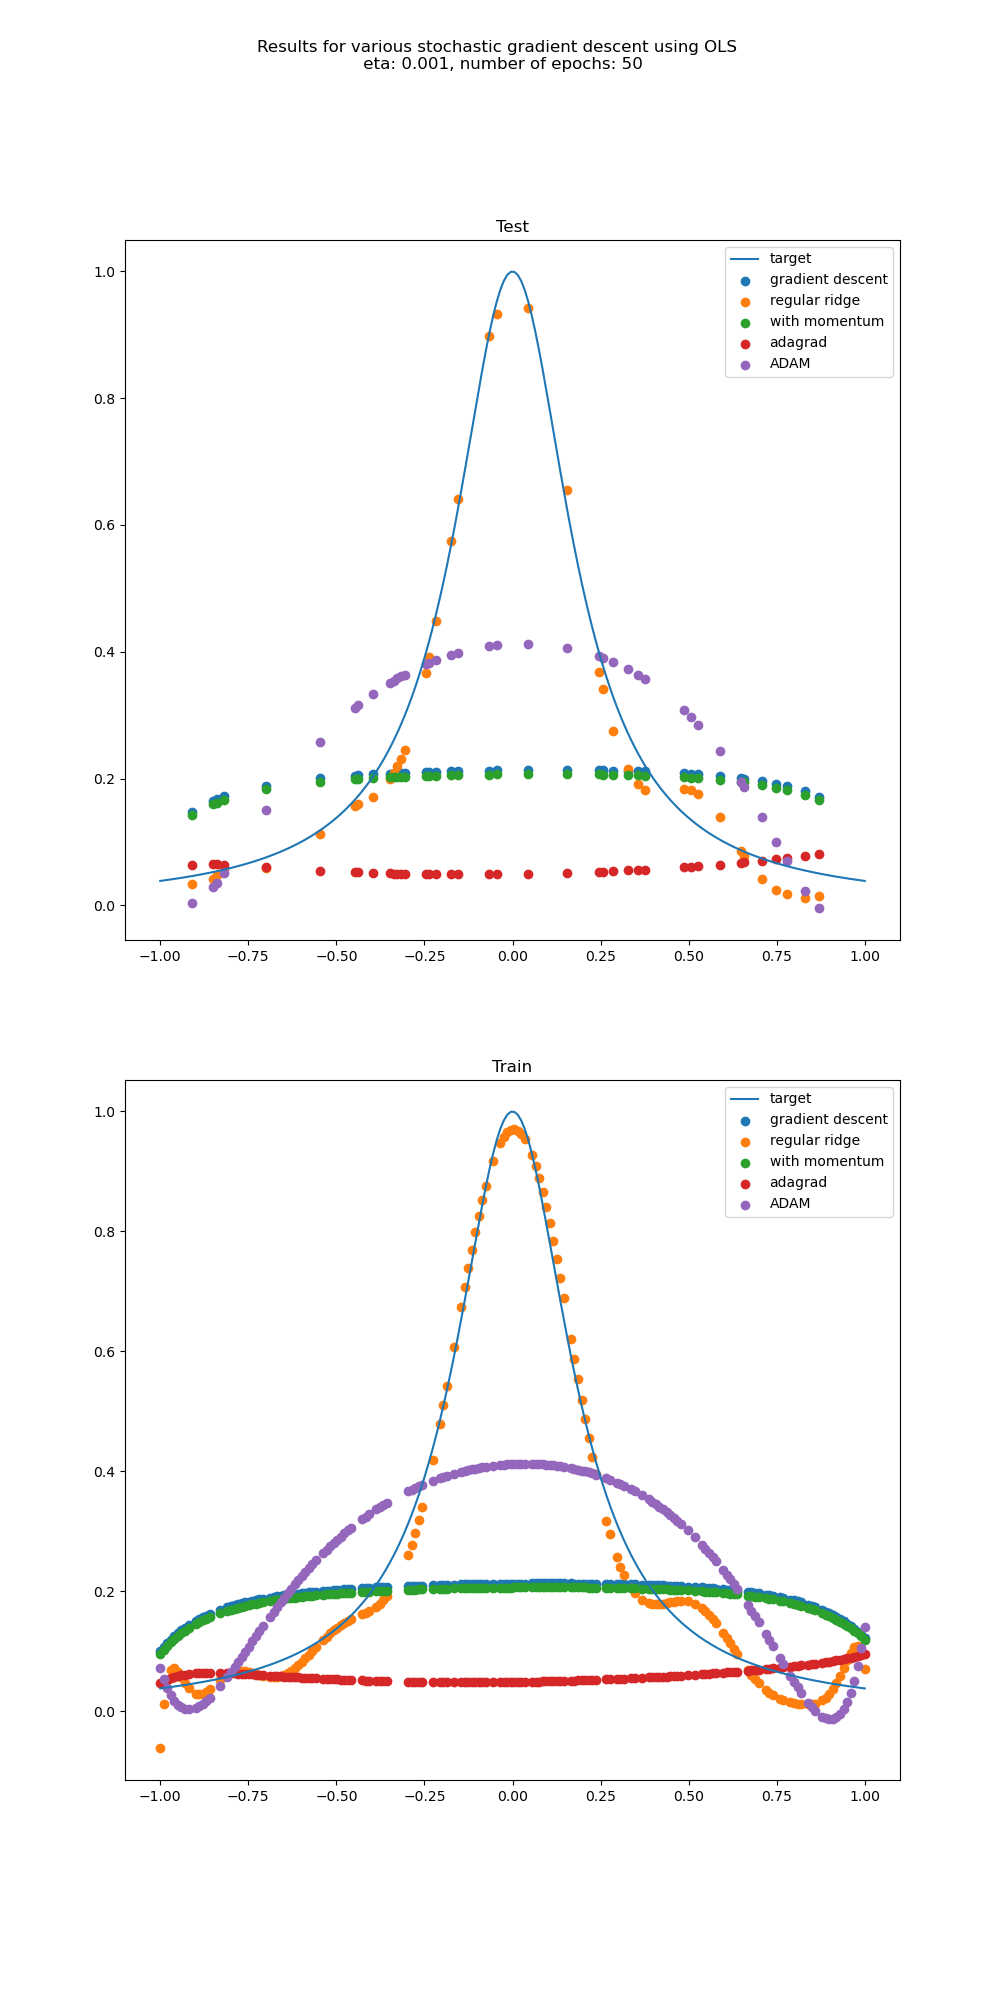 Results for various stochastic gradient descent using OLS
eta: 0.001, number of epochs: 50
Test
target
gradient descent
regular ridge
with momentum
adagrad
ADAM
1.0
0.8
0.6
0.4
0.2
0.0
−1.00 −0.75 −0.50 −0.25 0.00 0.25 0.50 0.75 1.00
Train
target
gradient descent
regular ridge
with momentum
adagrad
ADAM
1.0
0.8
0.6
0.4
0.2
0.0
−1.00 −0.75 −0.50 −0.25 0.00 0.25 0.50 0.75 1.00